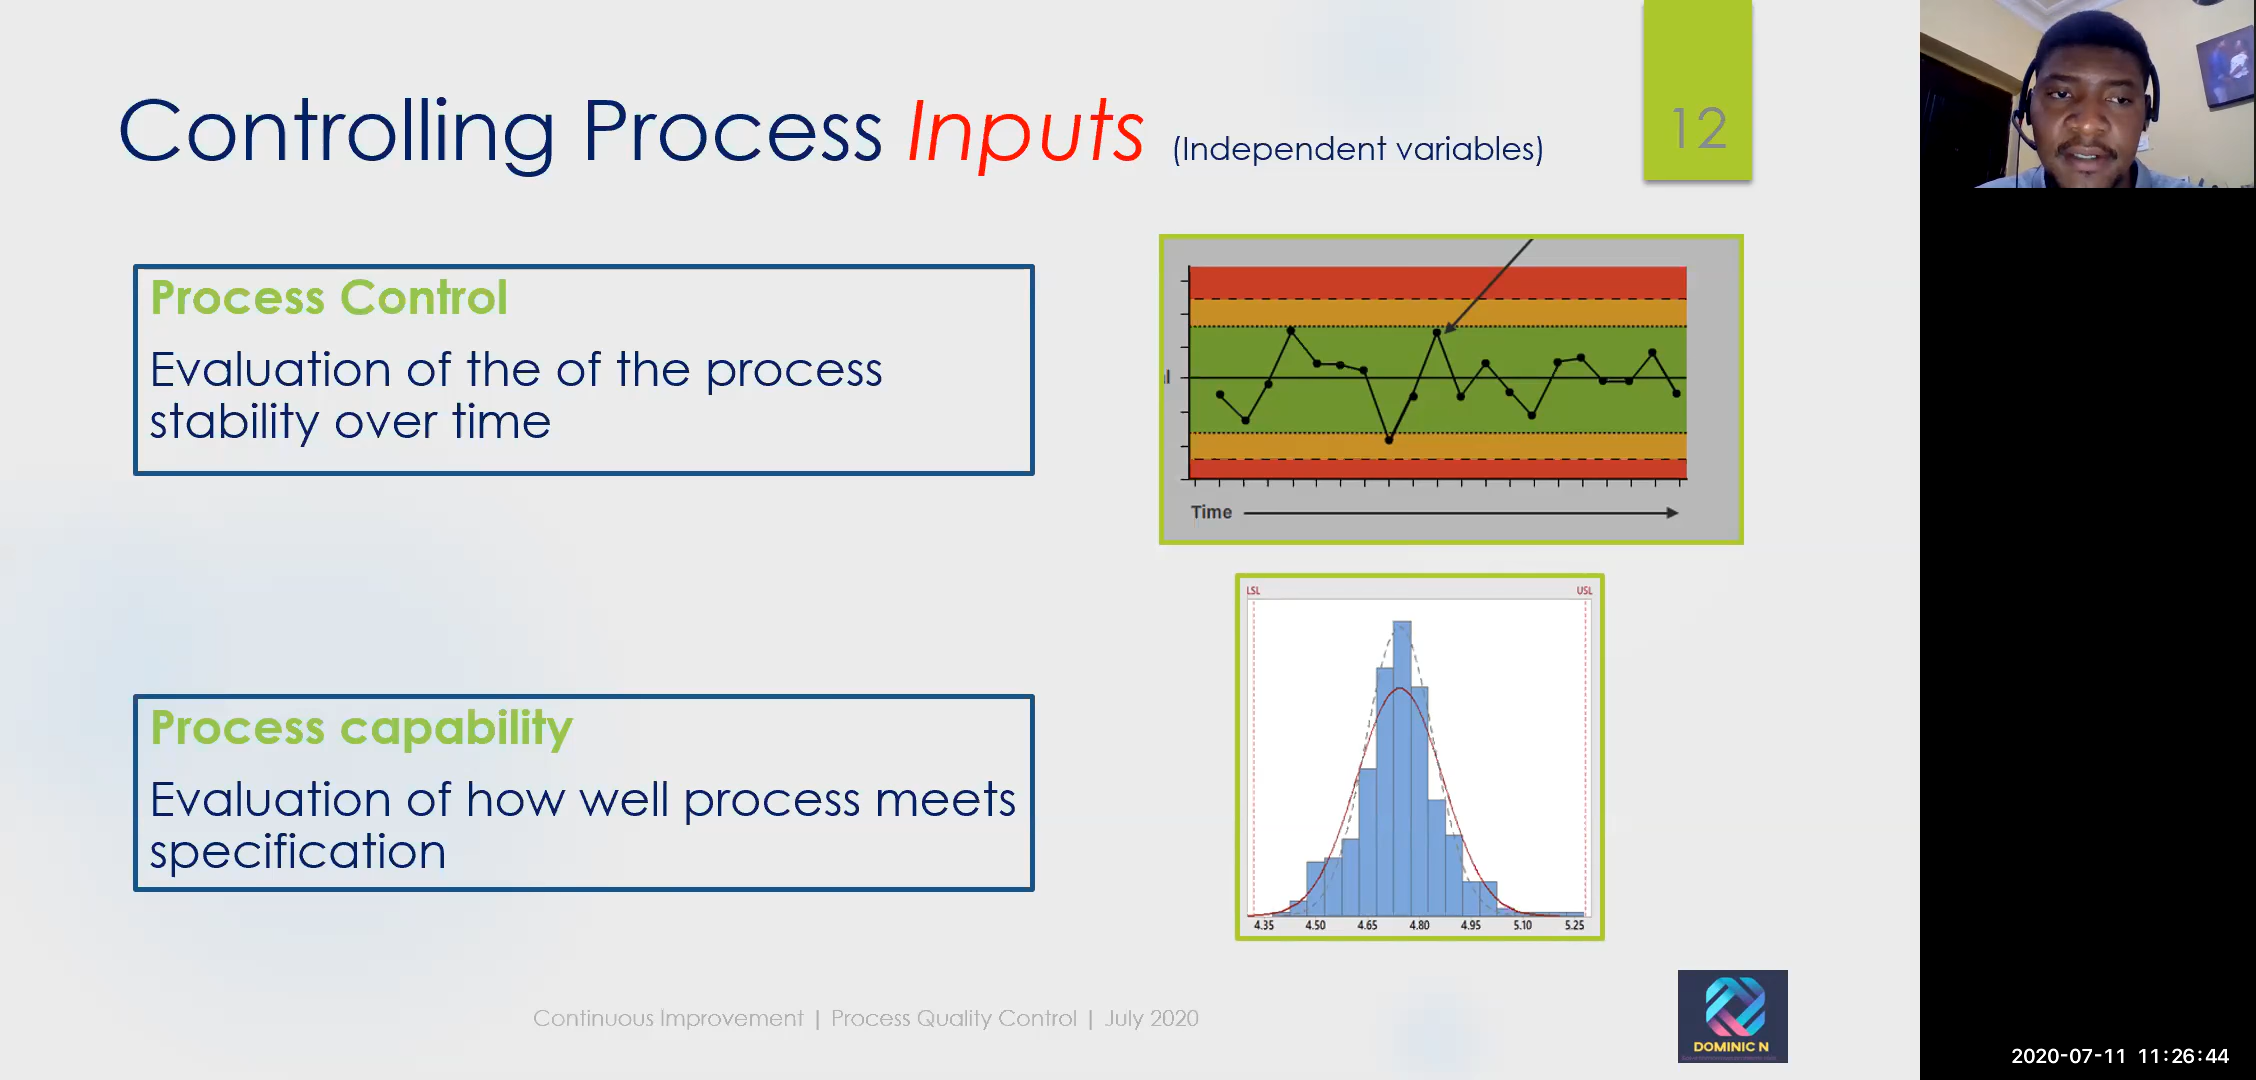 Controlling Process Inputs (Independent variables)
12
Process Control
Evaluation of the of the process
stability over time
Time
LSL
USL
4.35 4.50 4.65 4.80 4.95 5.10 5.25
Process capability
Evaluation of how well process meets
specification
Continuous Improvement | Process Quality Control | July 2020
DOMINIC N
2020-07-11 11:26:44